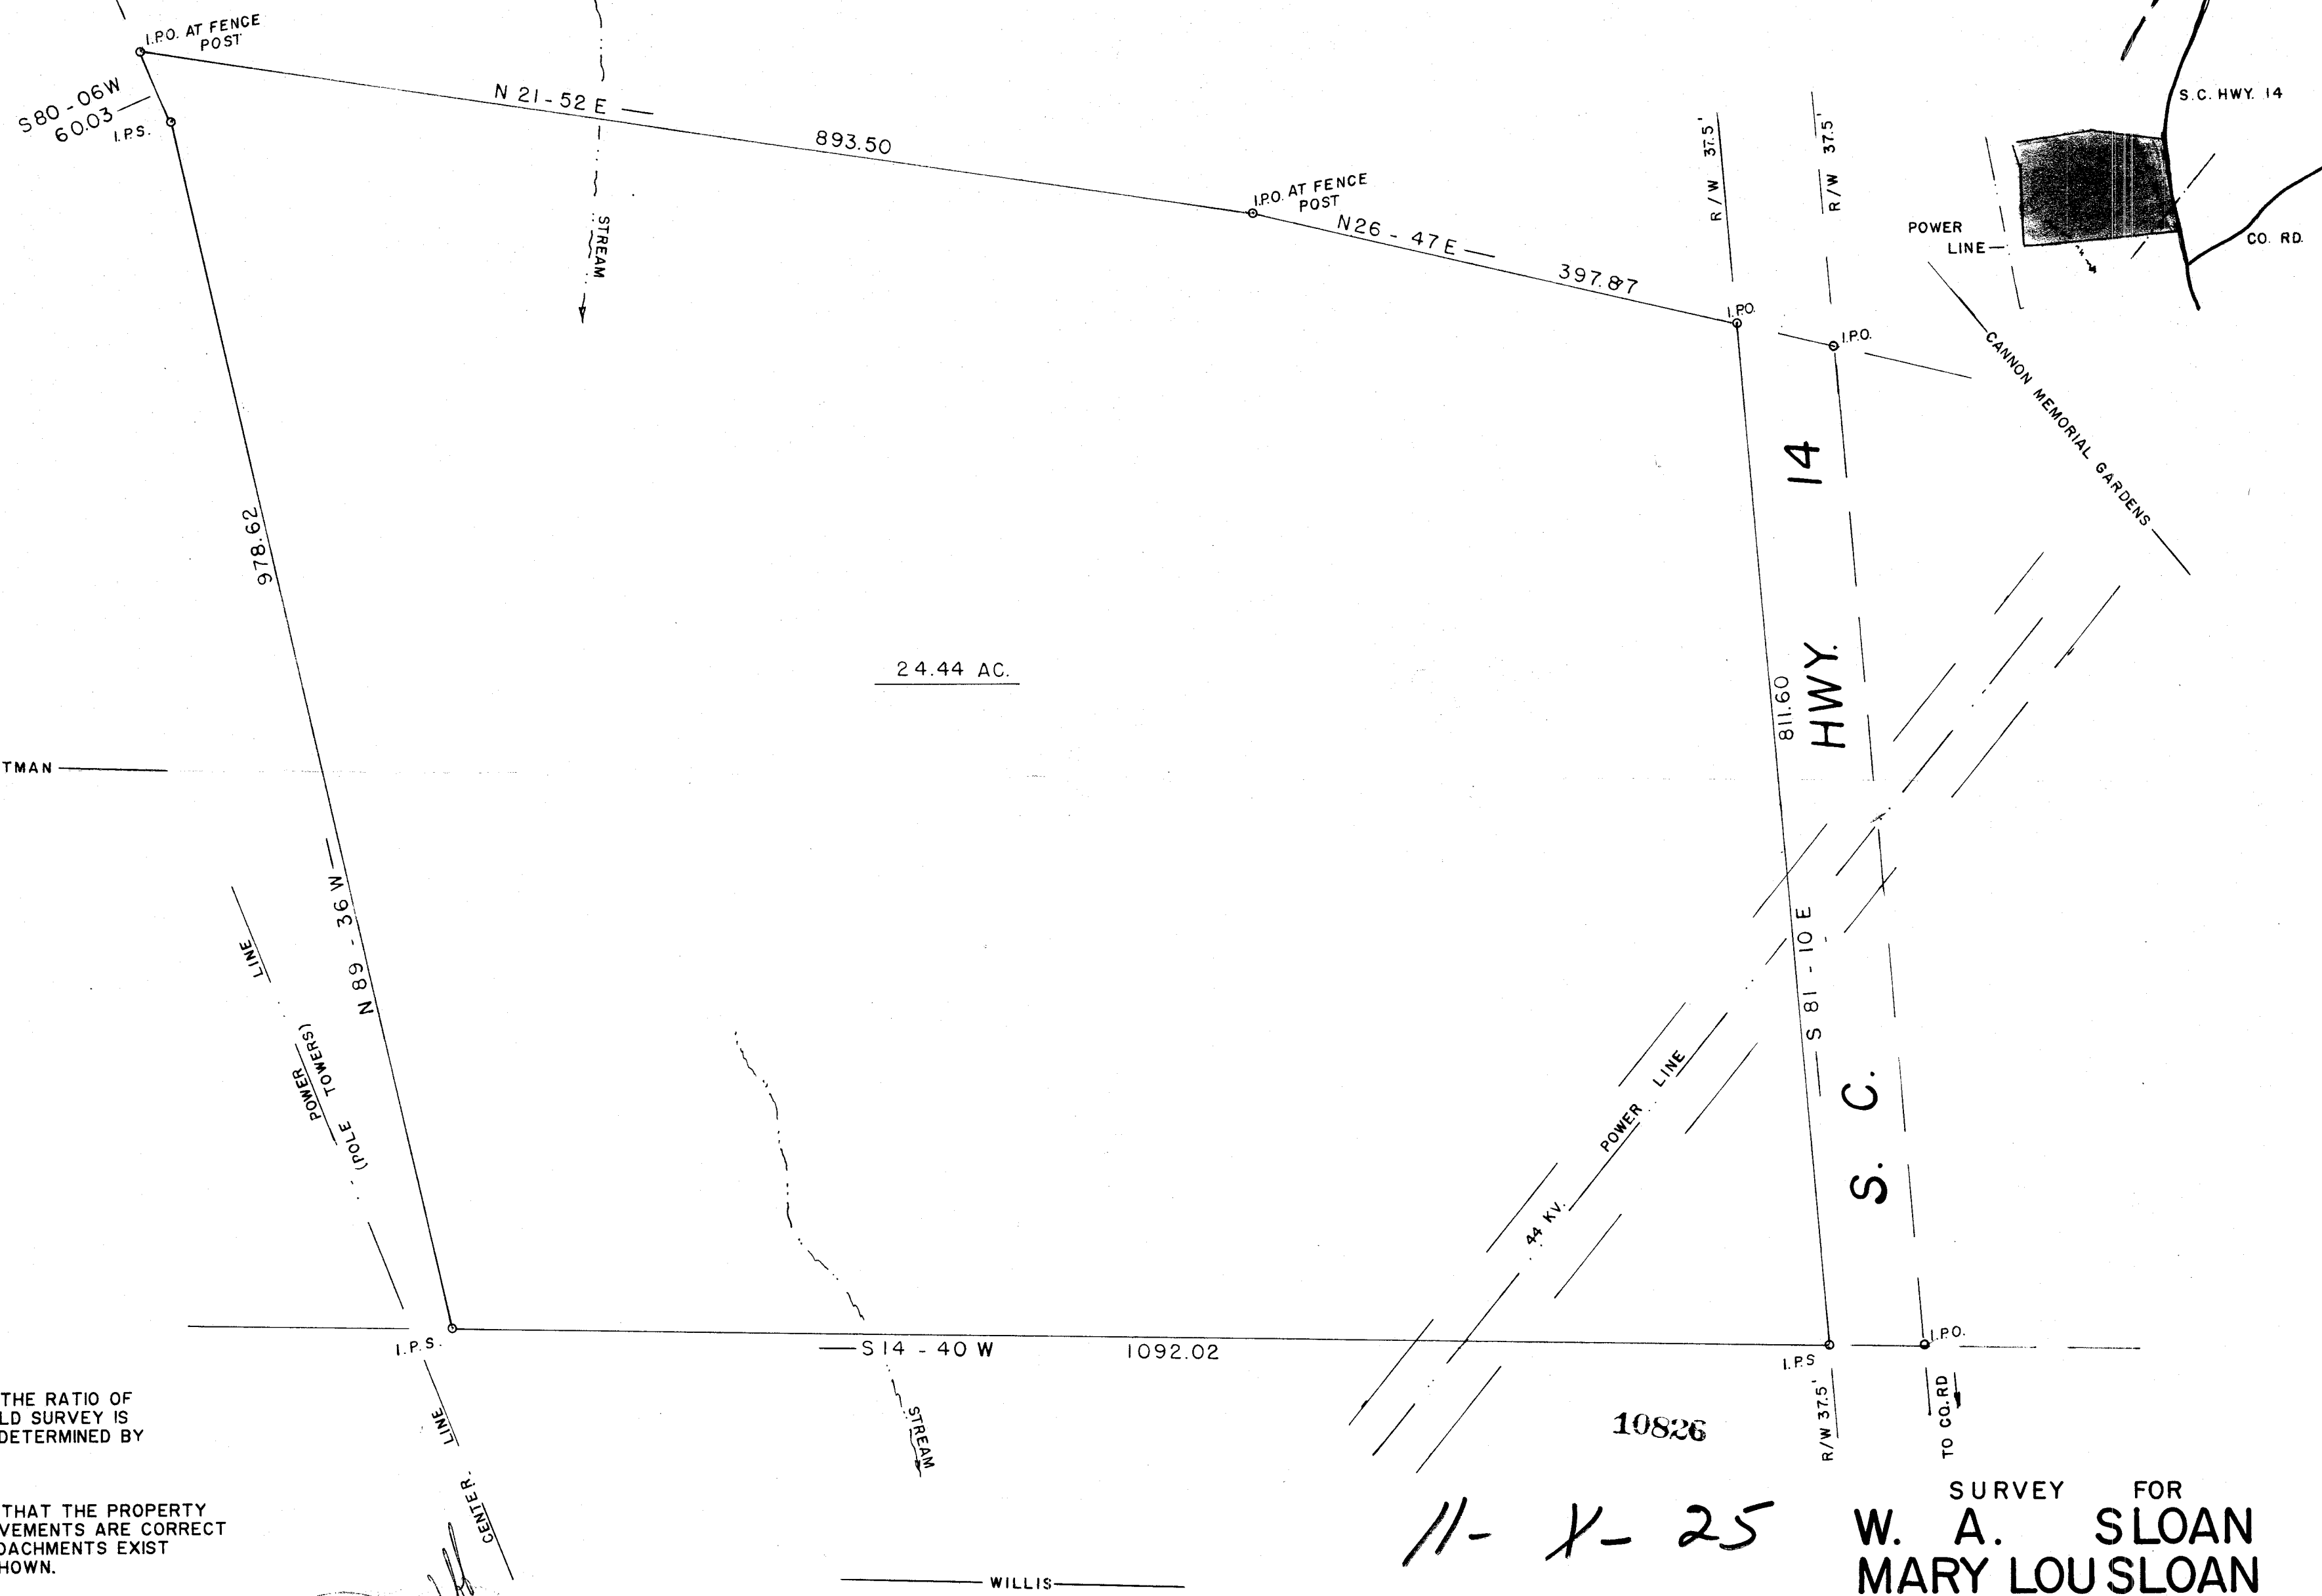 I.P.O. AT FENCE
POST
S80-06W
60.03
I.P.S.
N 21-52 E
893.50
STREAM
I.P.O. AT FENCE
POST
N26 - 47 E
397.87
R/W 37.5'
R/W 37.5'
I.P.O.
I.P.O.
S.C. HWY. 14
POWER
LINE
CO. RD.
CANNON MEMORIAL GARDENS
978.62
N 89 - 36 W
24.44 AC.
811.60
S 81 - 10 E
S. C. HWY. 14
TMAN
LINE
POWER
(POLE TOWERS)
LINE
CENTER
I.P.S.
S 14 - 40 W 1092.02
STREAM
44 KV. POWER LINE
I.P.S
I.P.O.
R/W 37.5'
TO CO. RD
10826
THE RATIO OF
LD SURVEY IS
DETERMINED BY
THAT THE PROPERTY
VEMENTS ARE CORRECT
OACHMENTS EXIST
HOWN.
WILLIS
11- X- 25
SURVEY FOR
W. A. SLOAN
MARY LOU SLOAN